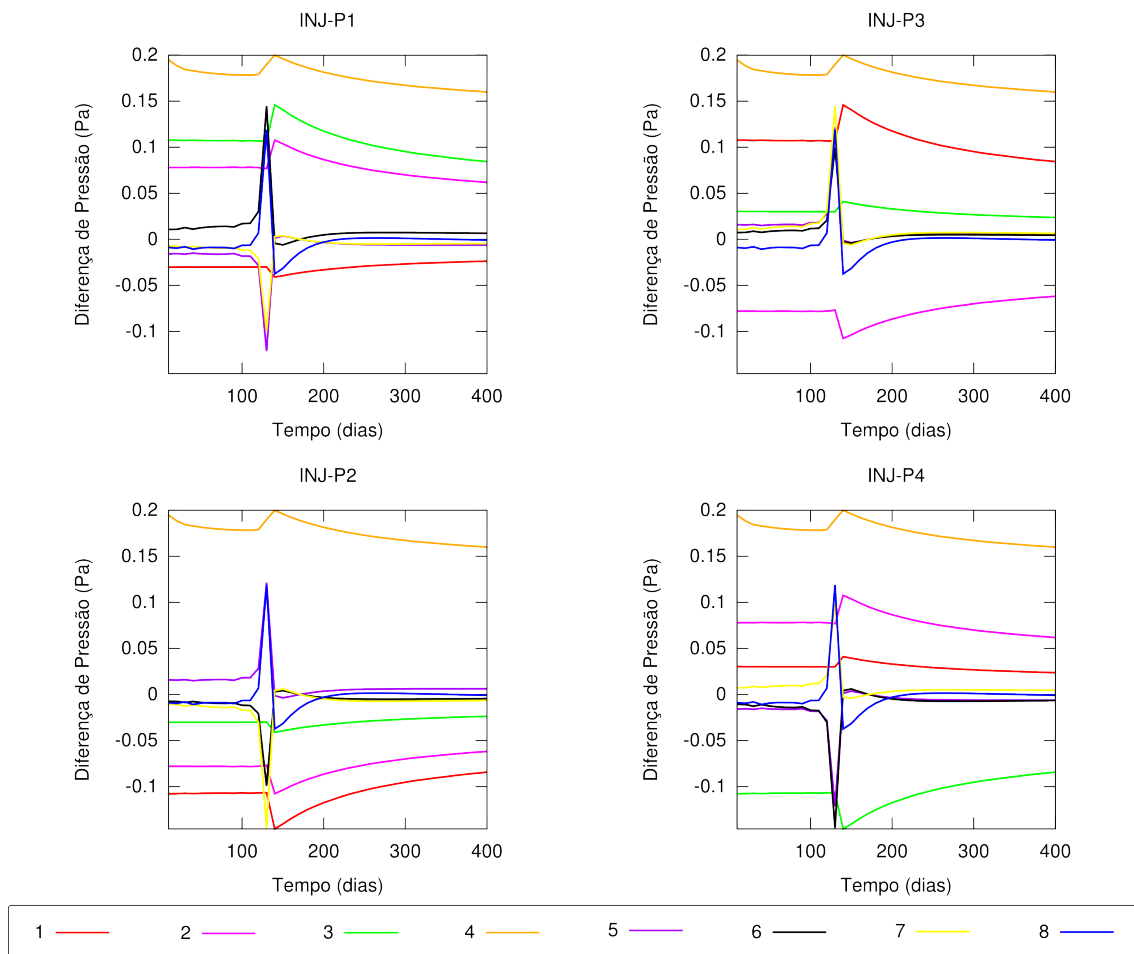 INJ-P1
Diferença de Pressão (Pa)
0.2
0.15
0.1
0.05
0
-0.05
-0.1
100 200 300 400
Tempo (dias)
INJ-P3
Diferença de Pressão (Pa)
0.2
0.15
0.1
0.05
0
-0.05
-0.1
100 200 300 400
Tempo (dias)
INJ-P2
Diferença de Pressão (Pa)
0.2
0.15
0.1
0.05
0
-0.05
-0.1
100 200 300 400
Tempo (dias)
INJ-P4
Diferença de Pressão (Pa)
0.2
0.15
0.1
0.05
0
-0.05
-0.1
100 200 300 400
Tempo (dias)
1 2 3 4 5 6 7 8